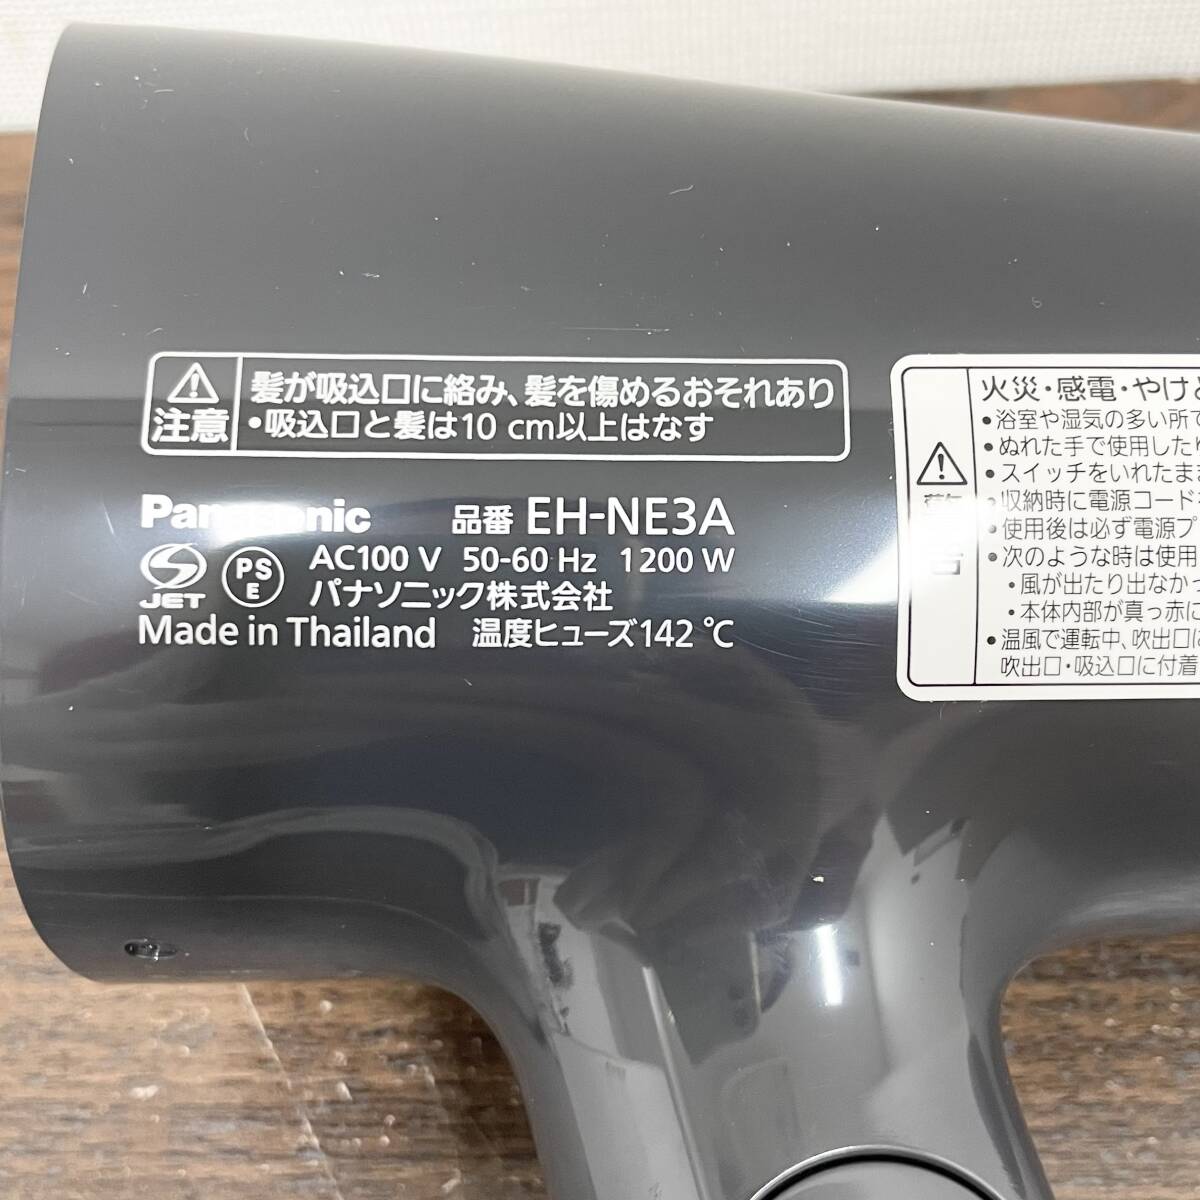 注意
髪が吸込口に絡み、髪を傷めるおそれあり
・吸込口と髪は10 cm以上はなす
Panasonic 品番 EH-NE3A
JET PSE AC100 V 50-60 Hz 1200 W
パナソニック株式会社
Made in Thailand 温度ヒューズ142 ℃
火災・感電・やけ
・浴室や湿気の多い所で
・ぬれた手で使用した
・スイッチをいれたまま
・収納時に電源コード
・使用後は必ず電源プ
・次のような時は使用
・風が出たり出なかっ
・本体内部が真っ赤に
・温風で運転中、吹出口に
吹出口・吸込口に付着